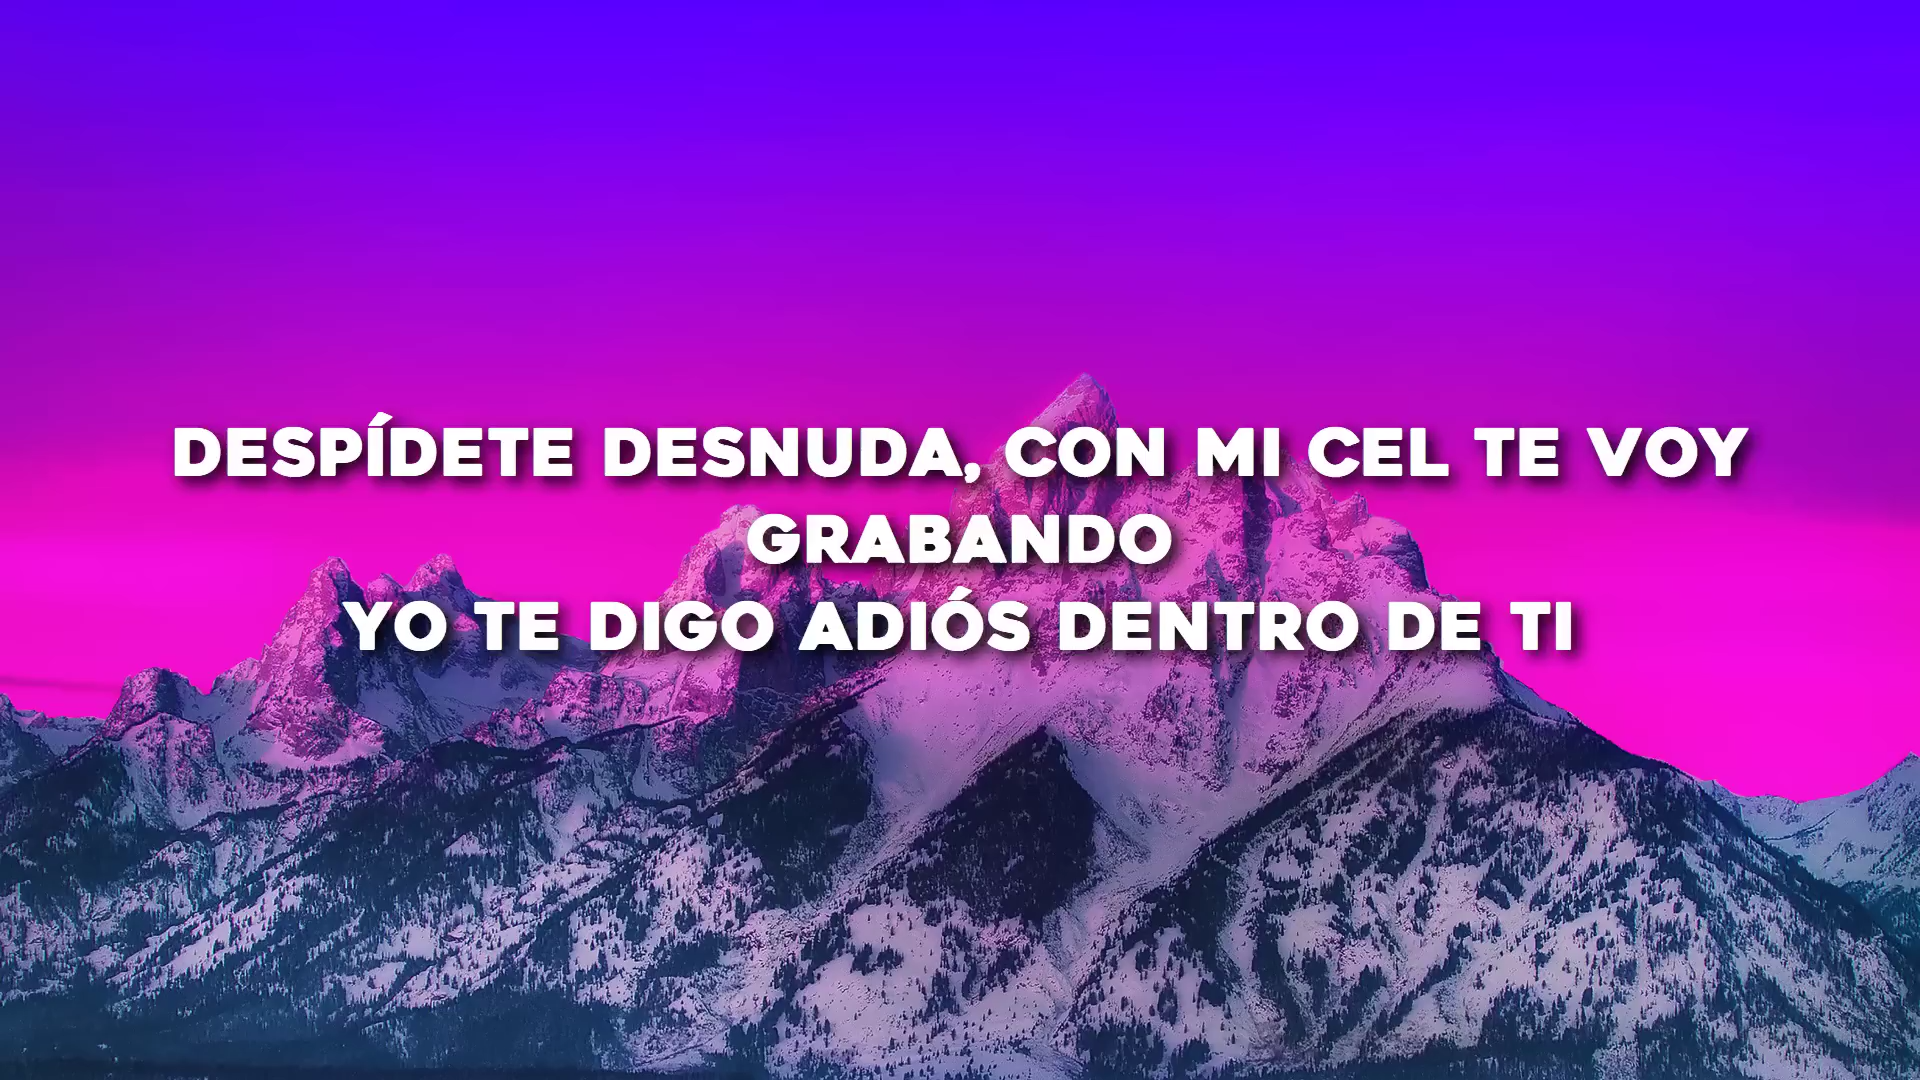 DESPÍDETE DESNUDA, CON MI CEL TE VOY
GRABANDO
YO TE DIGO ADIÓS DENTRO DE TI